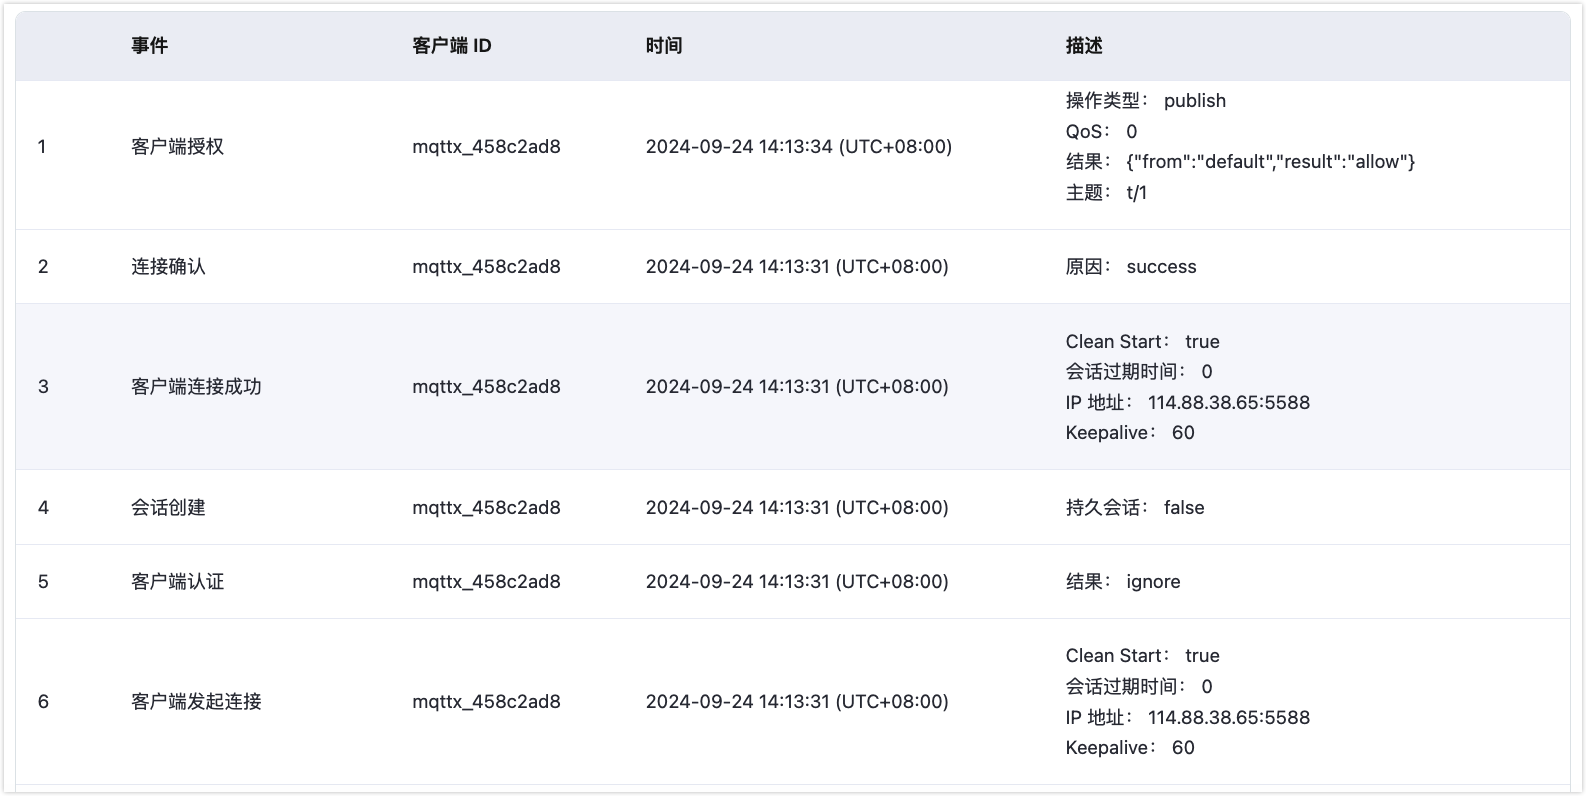 事件 客户端 ID 时间 描述
1 客户端授权 mqttx_458c2ad8 2024-09-24 14:13:34 (UTC+08:00)
操作类型： publish
QoS： 0
结果： {"from":"default","result":"allow"}
主题： t/1
2 连接确认 mqttx_458c2ad8 2024-09-24 14:13:31 (UTC+08:00) 原因： success
3 客户端连接成功 mqttx_458c2ad8 2024-09-24 14:13:31 (UTC+08:00)
Clean Start： true
会话过期时间： 0
IP 地址： 114.88.38.65:5588
Keepalive： 60
4 会话创建 mqttx_458c2ad8 2024-09-24 14:13:31 (UTC+08:00) 持久会话： false
5 客户端认证 mqttx_458c2ad8 2024-09-24 14:13:31 (UTC+08:00) 结果： ignore
6 客户端发起连接 mqttx_458c2ad8 2024-09-24 14:13:31 (UTC+08:00)
Clean Start： true
会话过期时间： 0
IP 地址： 114.88.38.65:5588
Keepalive： 60